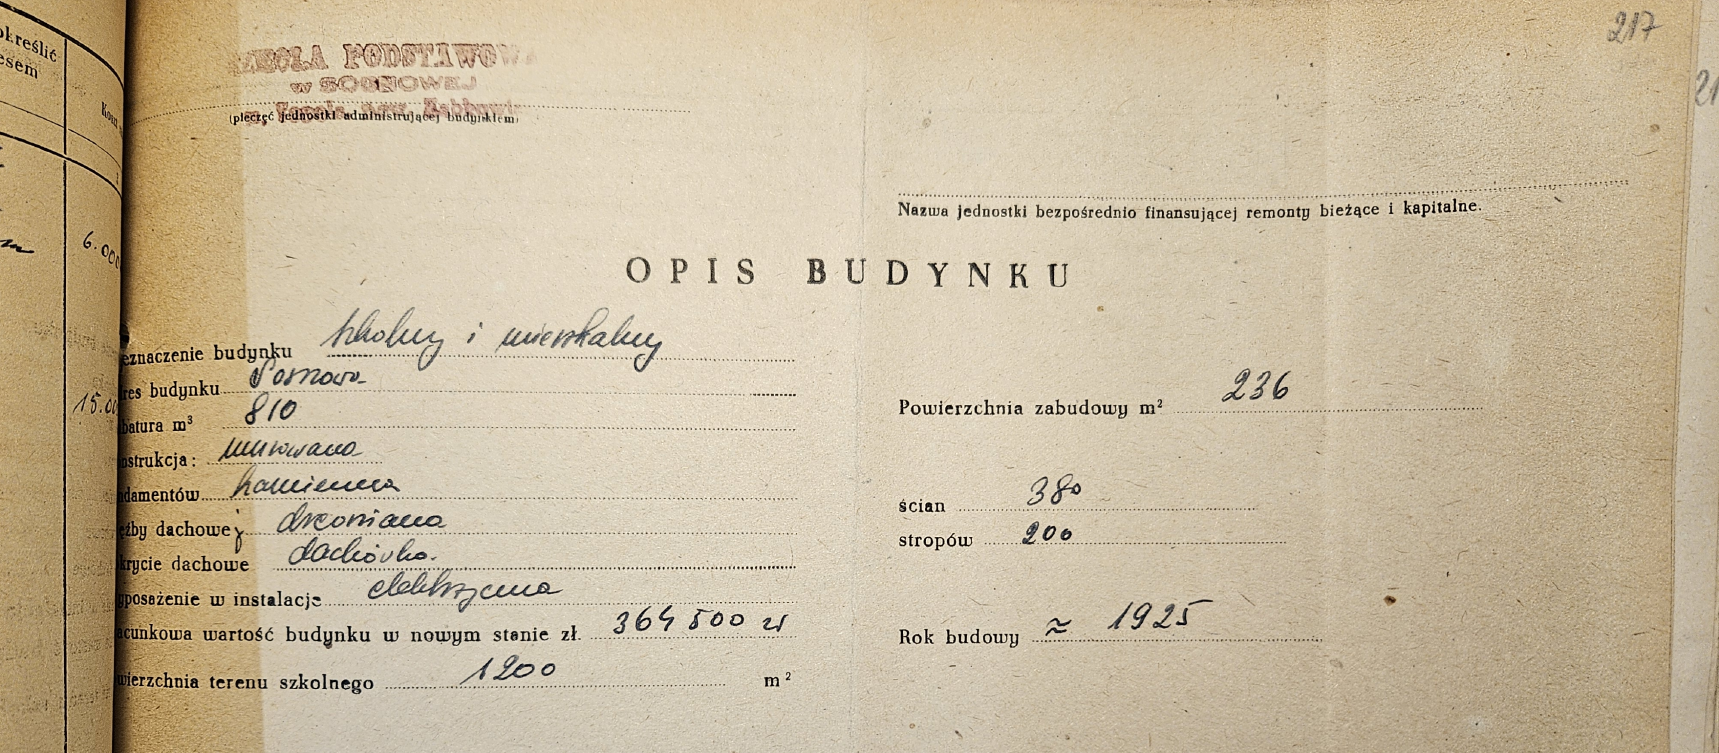 217
określić
esem
21
SZKOŁA PODSTAWOWA
w SOSNOWEJ
(pieczęć jednostki administrującej budynkiem)
Nazwa jednostki bezpośrednio finansującej remonty bieżące i kapitalne.
6.000
OPIS BUDYNKU
eznaczenie budynku szkolny i mieszkalny
res budynku Sosnowa
15.00
batura m³ 810
Powierzchnia zabudowy m² 236
ostrukcja: murowana
ndamentów kamienna
ścian 380
ęźby dachowej drewniana
stropów 200
krycie dachowe dachówka
yposażenie w instalacje elektryczna
acunkowa wartość budynku w nowym stanie zł. 364 500 zł
Rok budowy ≈ 1925
wierzchnia terenu szkolnego 1200 m²